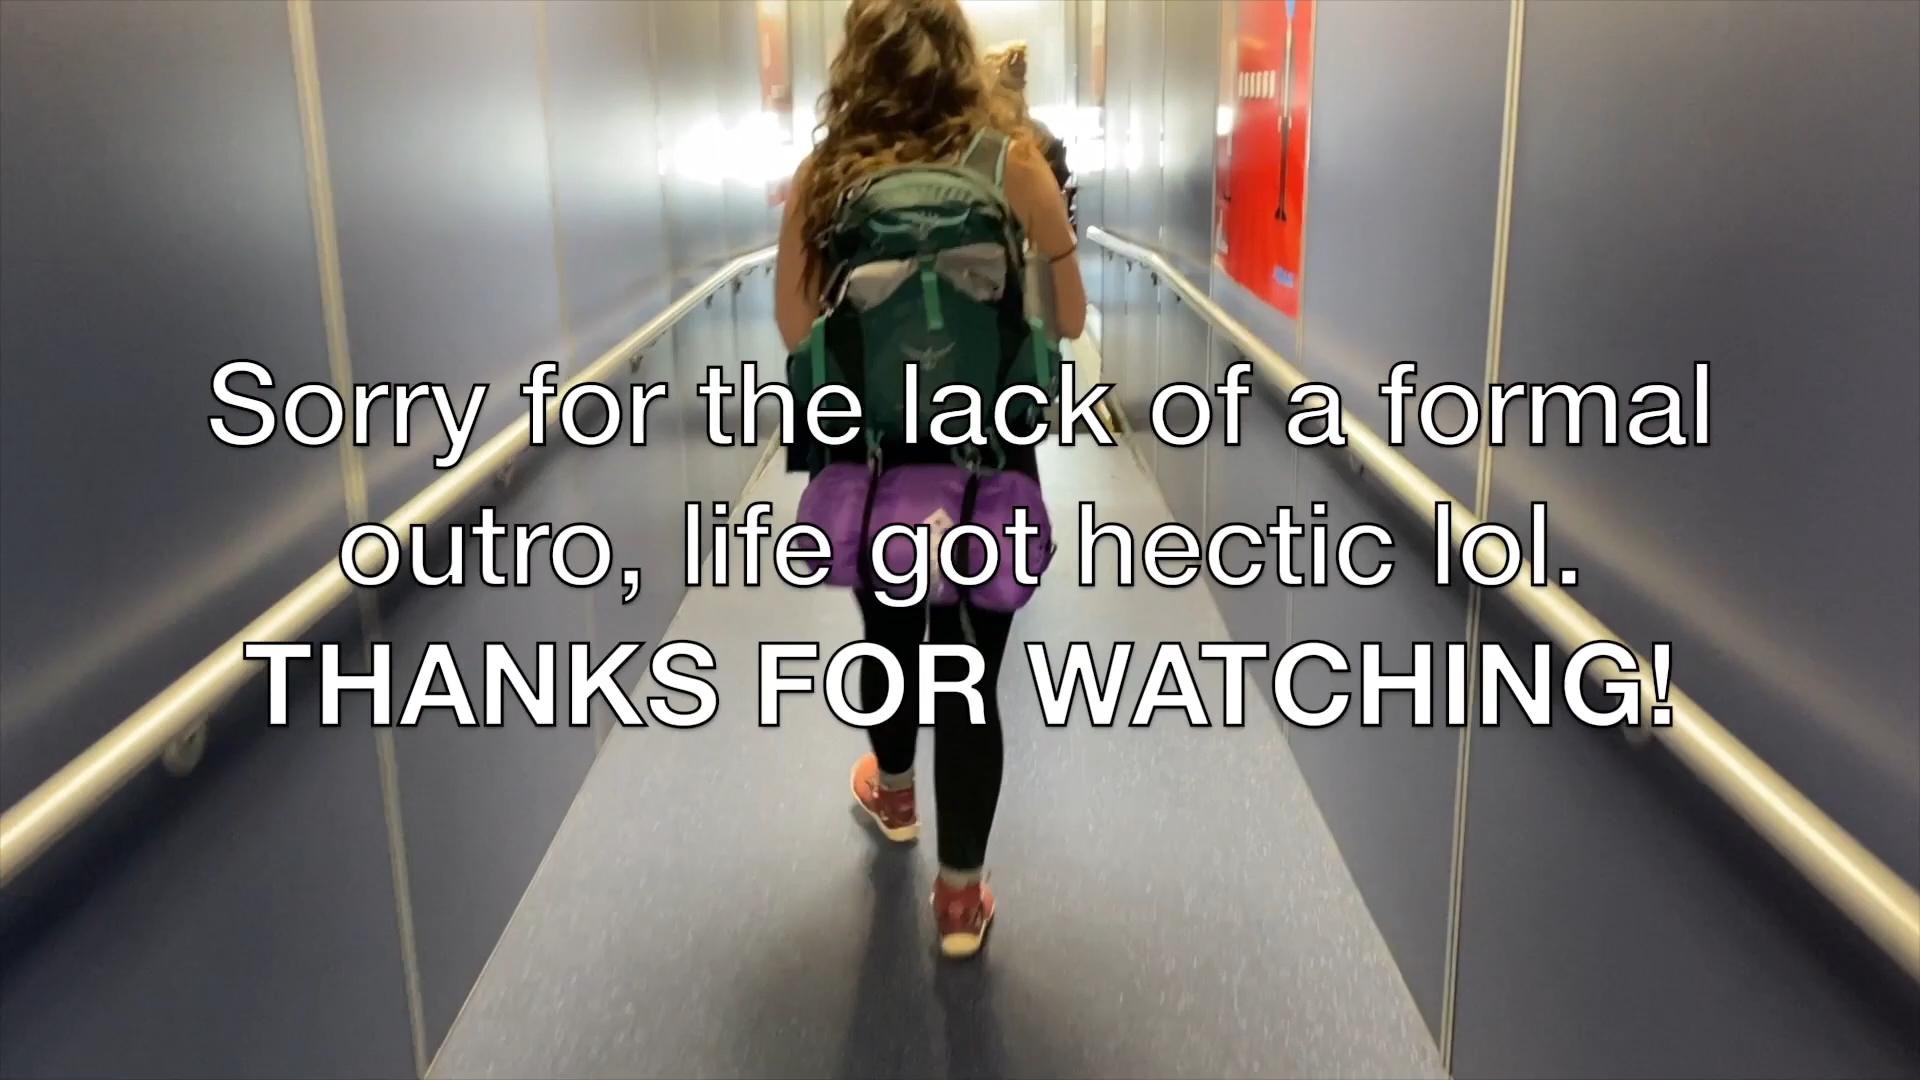 Sorry for the lack of a formal
outro, life got hectic lol.
THANKS FOR WATCHING!